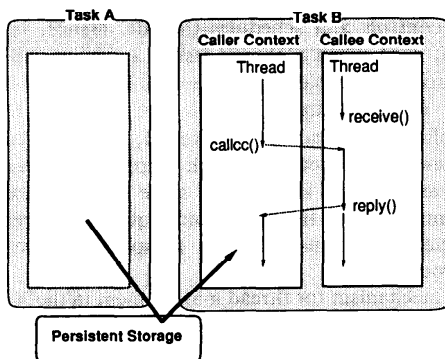 Task A
Task B
Caller Context
Callee Context
Thread
Thread
receive()
callcc()
reply()
Persistent Storage